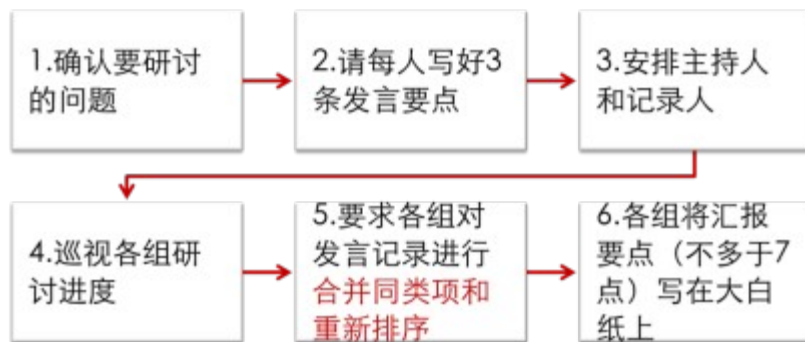 1.确认要研讨
的问题
2.请每人写好3
条发言要点
3.安排主持人
和记录人
4.巡视各组研
讨进度
5.要求各组对
发言记录进行
合并同类项和
重新排序
6.各组将汇报
要点（不多于7
点）写在大白
纸上